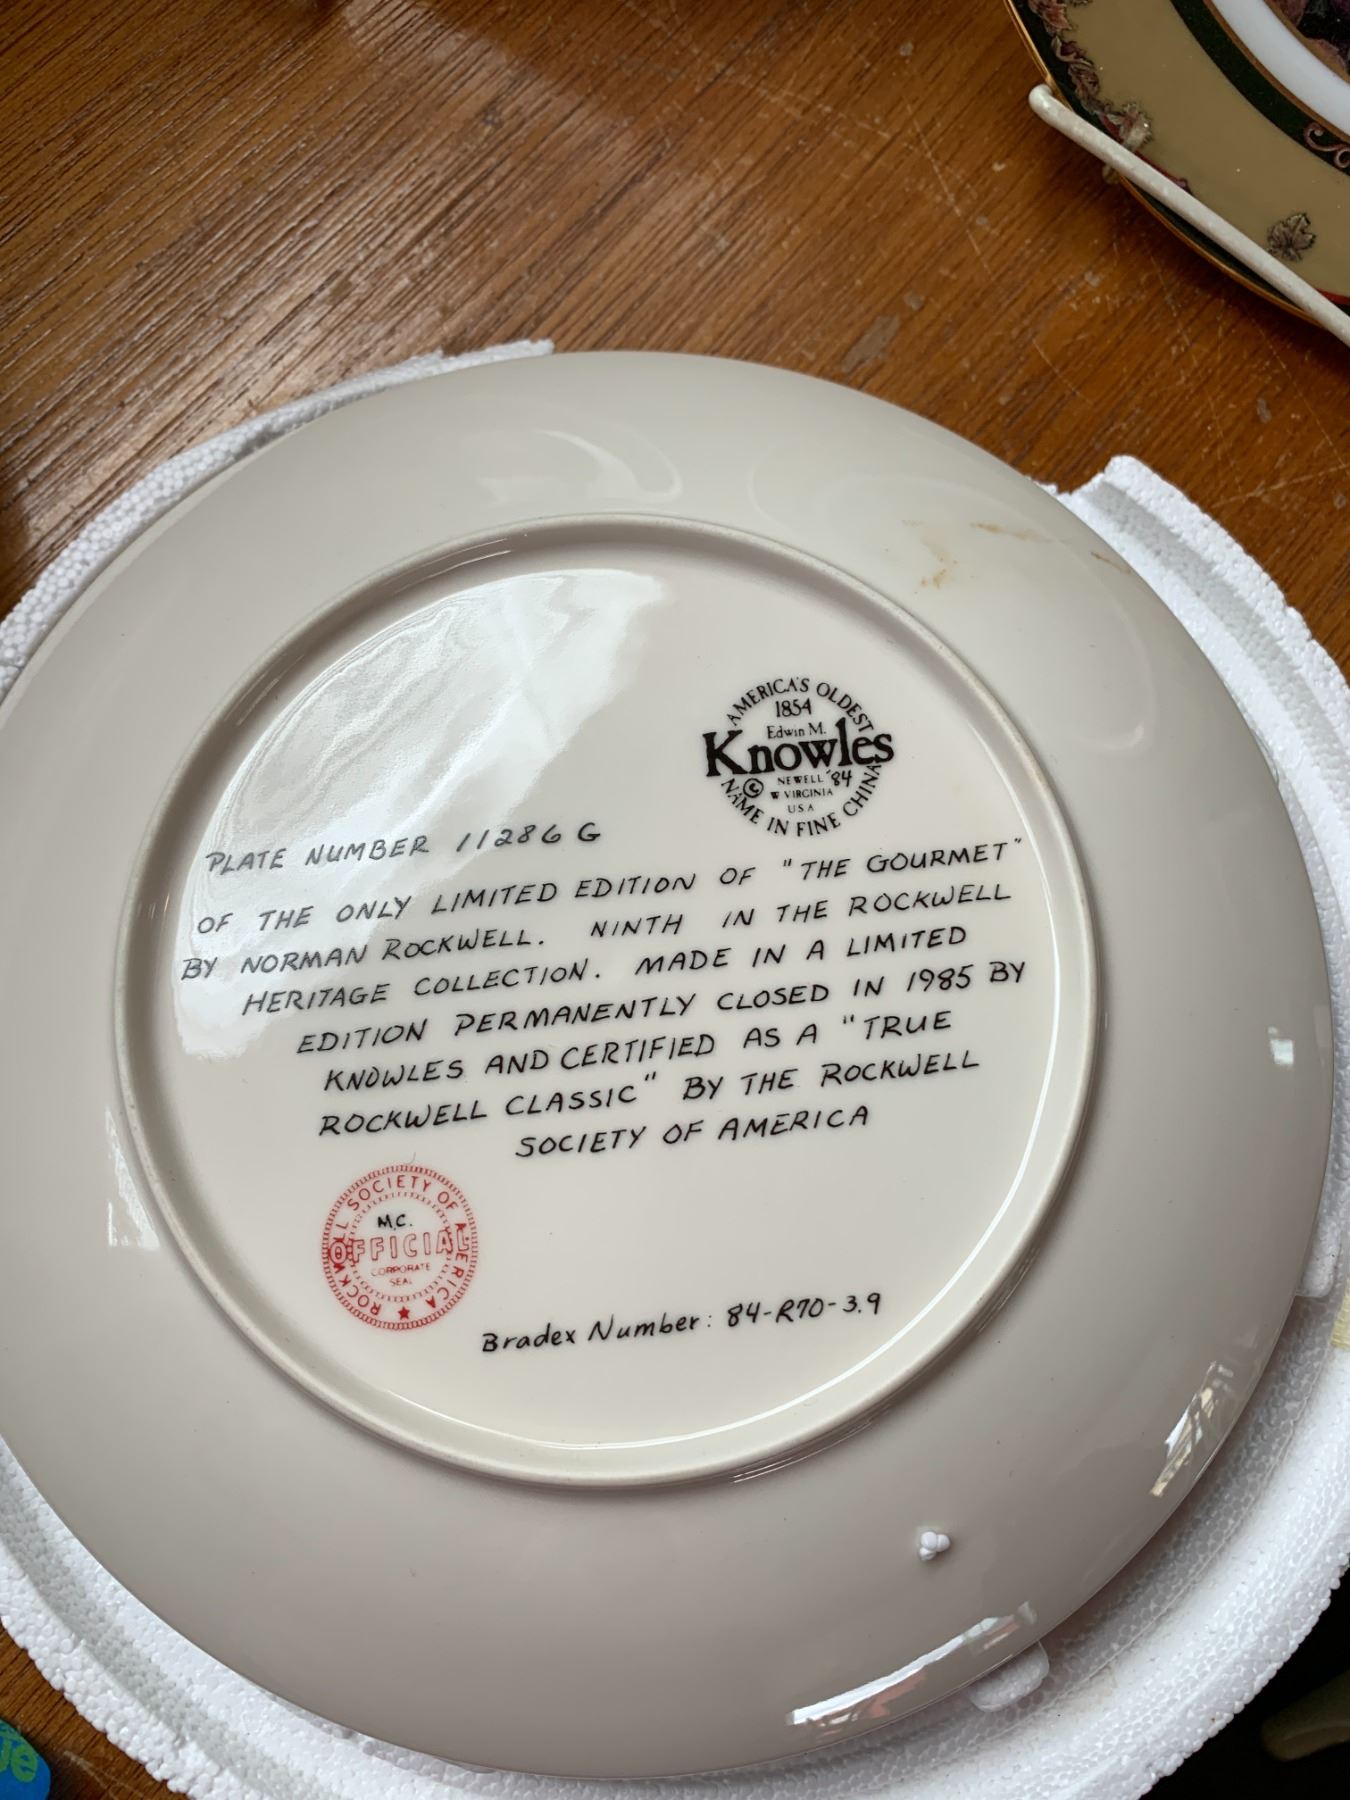 AMERICA'S OLDEST
1854
Edwin M.
Knowles
© NEWELL '84
W VIRGINIA
USA
NAME IN FINE CHINA
PLATE NUMBER 11286 G
OF THE ONLY LIMITED EDITION OF "THE GOURMET"
BY NORMAN ROCKWELL. NINTH IN THE ROCKWELL
HERITAGE COLLECTION. MADE IN A LIMITED
EDITION PERMANENTLY CLOSED IN 1985 BY
KNOWLES AND CERTIFIED AS A "TRUE
ROCKWELL CLASSIC" BY THE ROCKWELL
SOCIETY OF AMERICA
ROCKWELL SOCIETY OF AMERICA
M.C.
OFFICIAL
CORPORATE
SEAL
Bradex Number: 84-R70-3.9